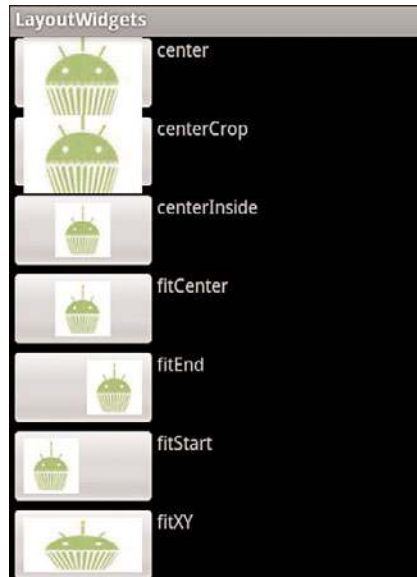 LayoutWidgets
center
centerCrop
centerInside
fitCenter
fitEnd
fitStart
fitXY